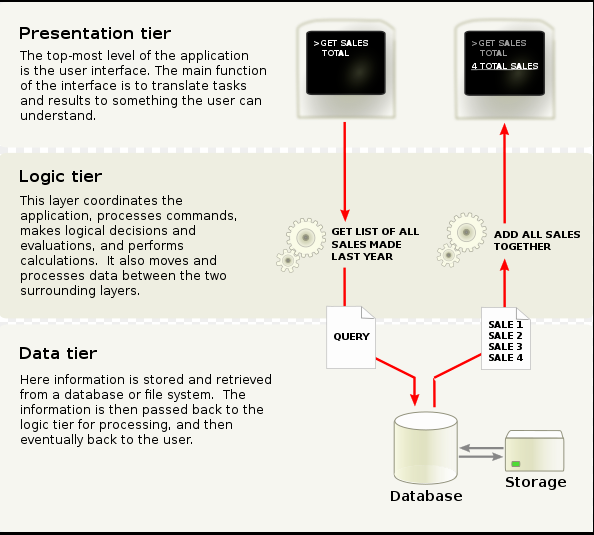 Presentation tier
The top-most level of the application
is the user interface. The main function
of the interface is to translate tasks
and results to something the user can
understand.
>GET SALES
TOTAL
>GET SALES
TOTAL
4 TOTAL SALES
Logic tier
This layer coordinates the
application, processes commands,
makes logical decisions and
evaluations, and performs
calculations.  It also moves and
processes data between the two
surrounding layers.
GET LIST OF ALL
SALES MADE
LAST YEAR
ADD ALL SALES
TOGETHER
QUERY
SALE 1
SALE 2
SALE 3
SALE 4
Data tier
Here information is stored and retrieved
from a database or file system.  The
information is then passed back to the
logic tier for processing, and then
eventually back to the user.
Database
Storage